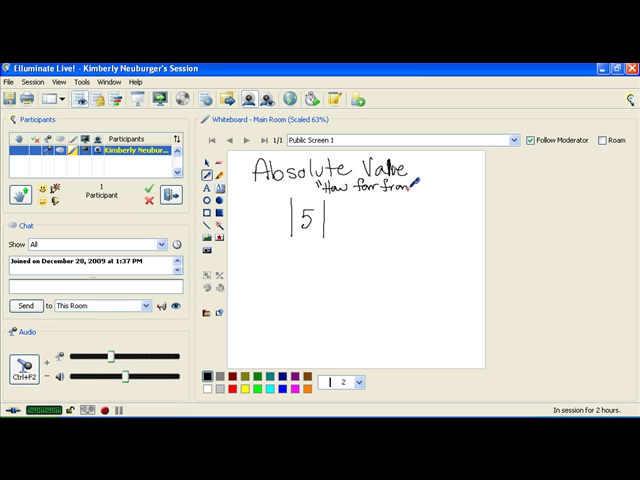 Elluminate Live! - Kimberly Neuburger's Session
File Session View Tools Window Help
Participants
Participants
Kimberly Neubur...
1
Participant
Chat
Show All
Joined on December 28, 2009 at 1:37 PM
Send to This Room
Audio
Ctrl+F2
Whiteboard - Main Room (Scaled 63%)
1/1 Public Screen 1 Follow Moderator Roam
Absolute Value
"How far from
|5|
2
In session for 2 hours.